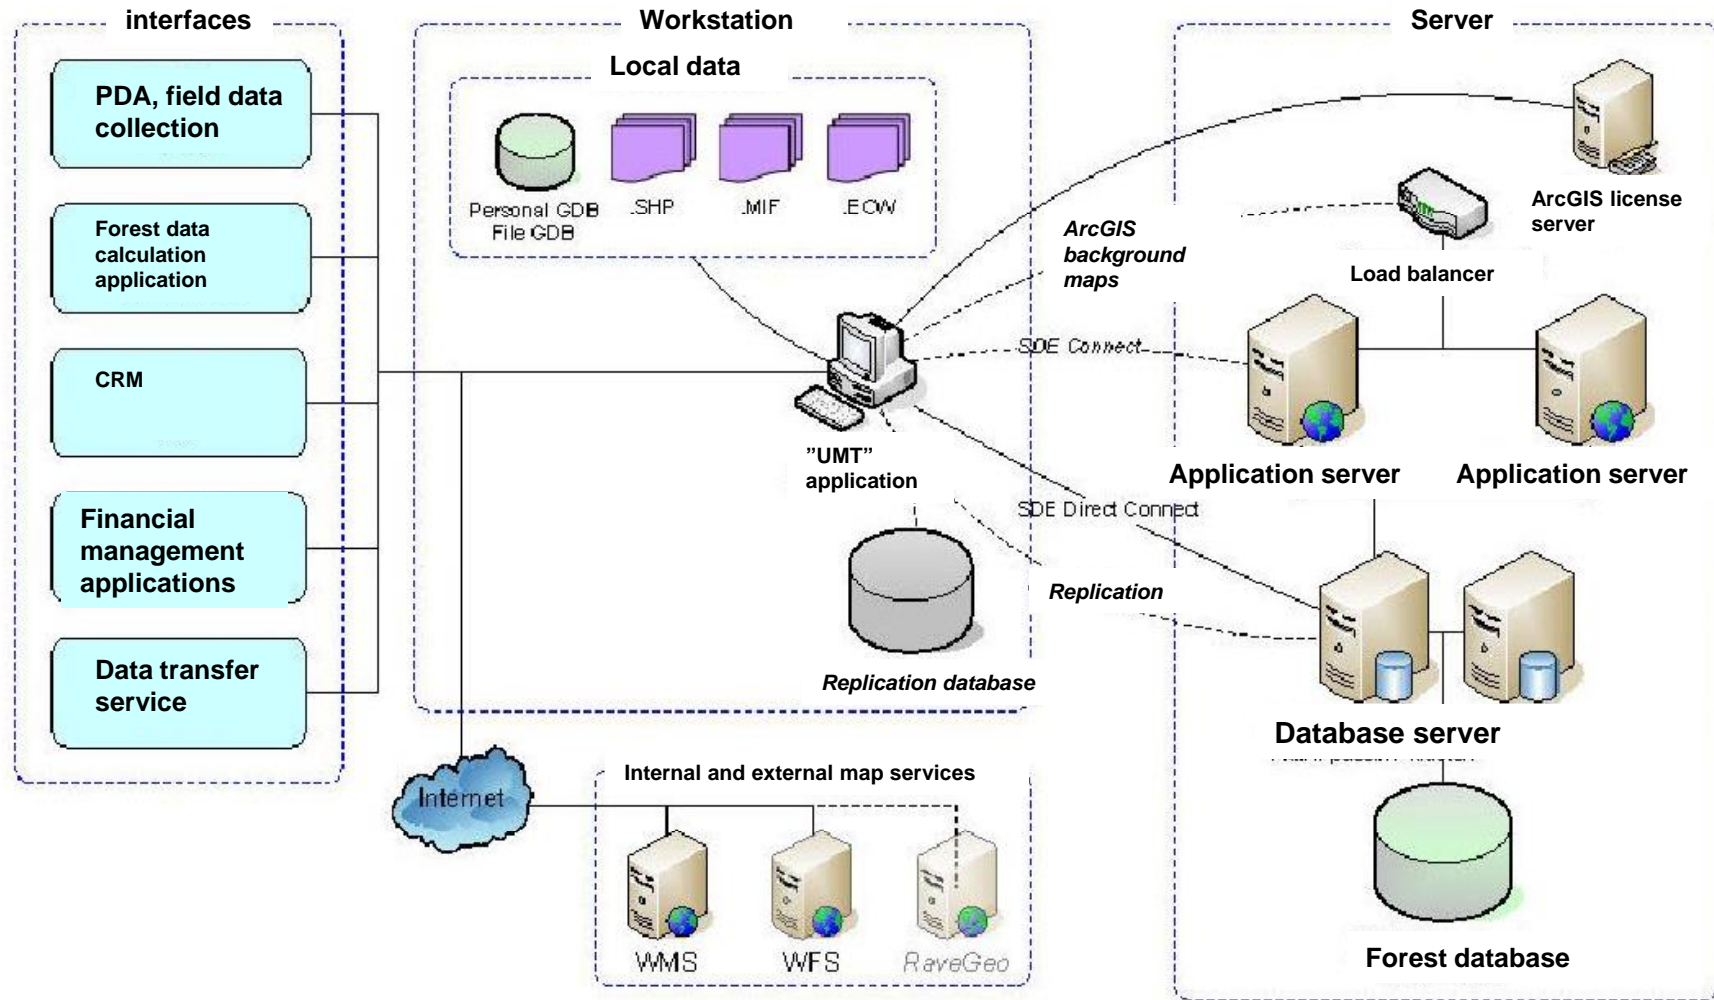 interfaces
PDA, field data
collection
Forest data
calculation
application
CRM
Financial
management
applications
Data transfer
service
Workstation
Local data
Personal GDB
File GDB
.SHP
.MIF
.ECW
”UMT”
application
Replication database
ArcGIS
background
maps
SDE Connect
SDE Direct Connect
Replication
Server
ArcGIS license
server
Load balancer
Application server
Application server
Database server
Forest database
Internet
Internal and external map services
WMS
WFS
RaveGeo